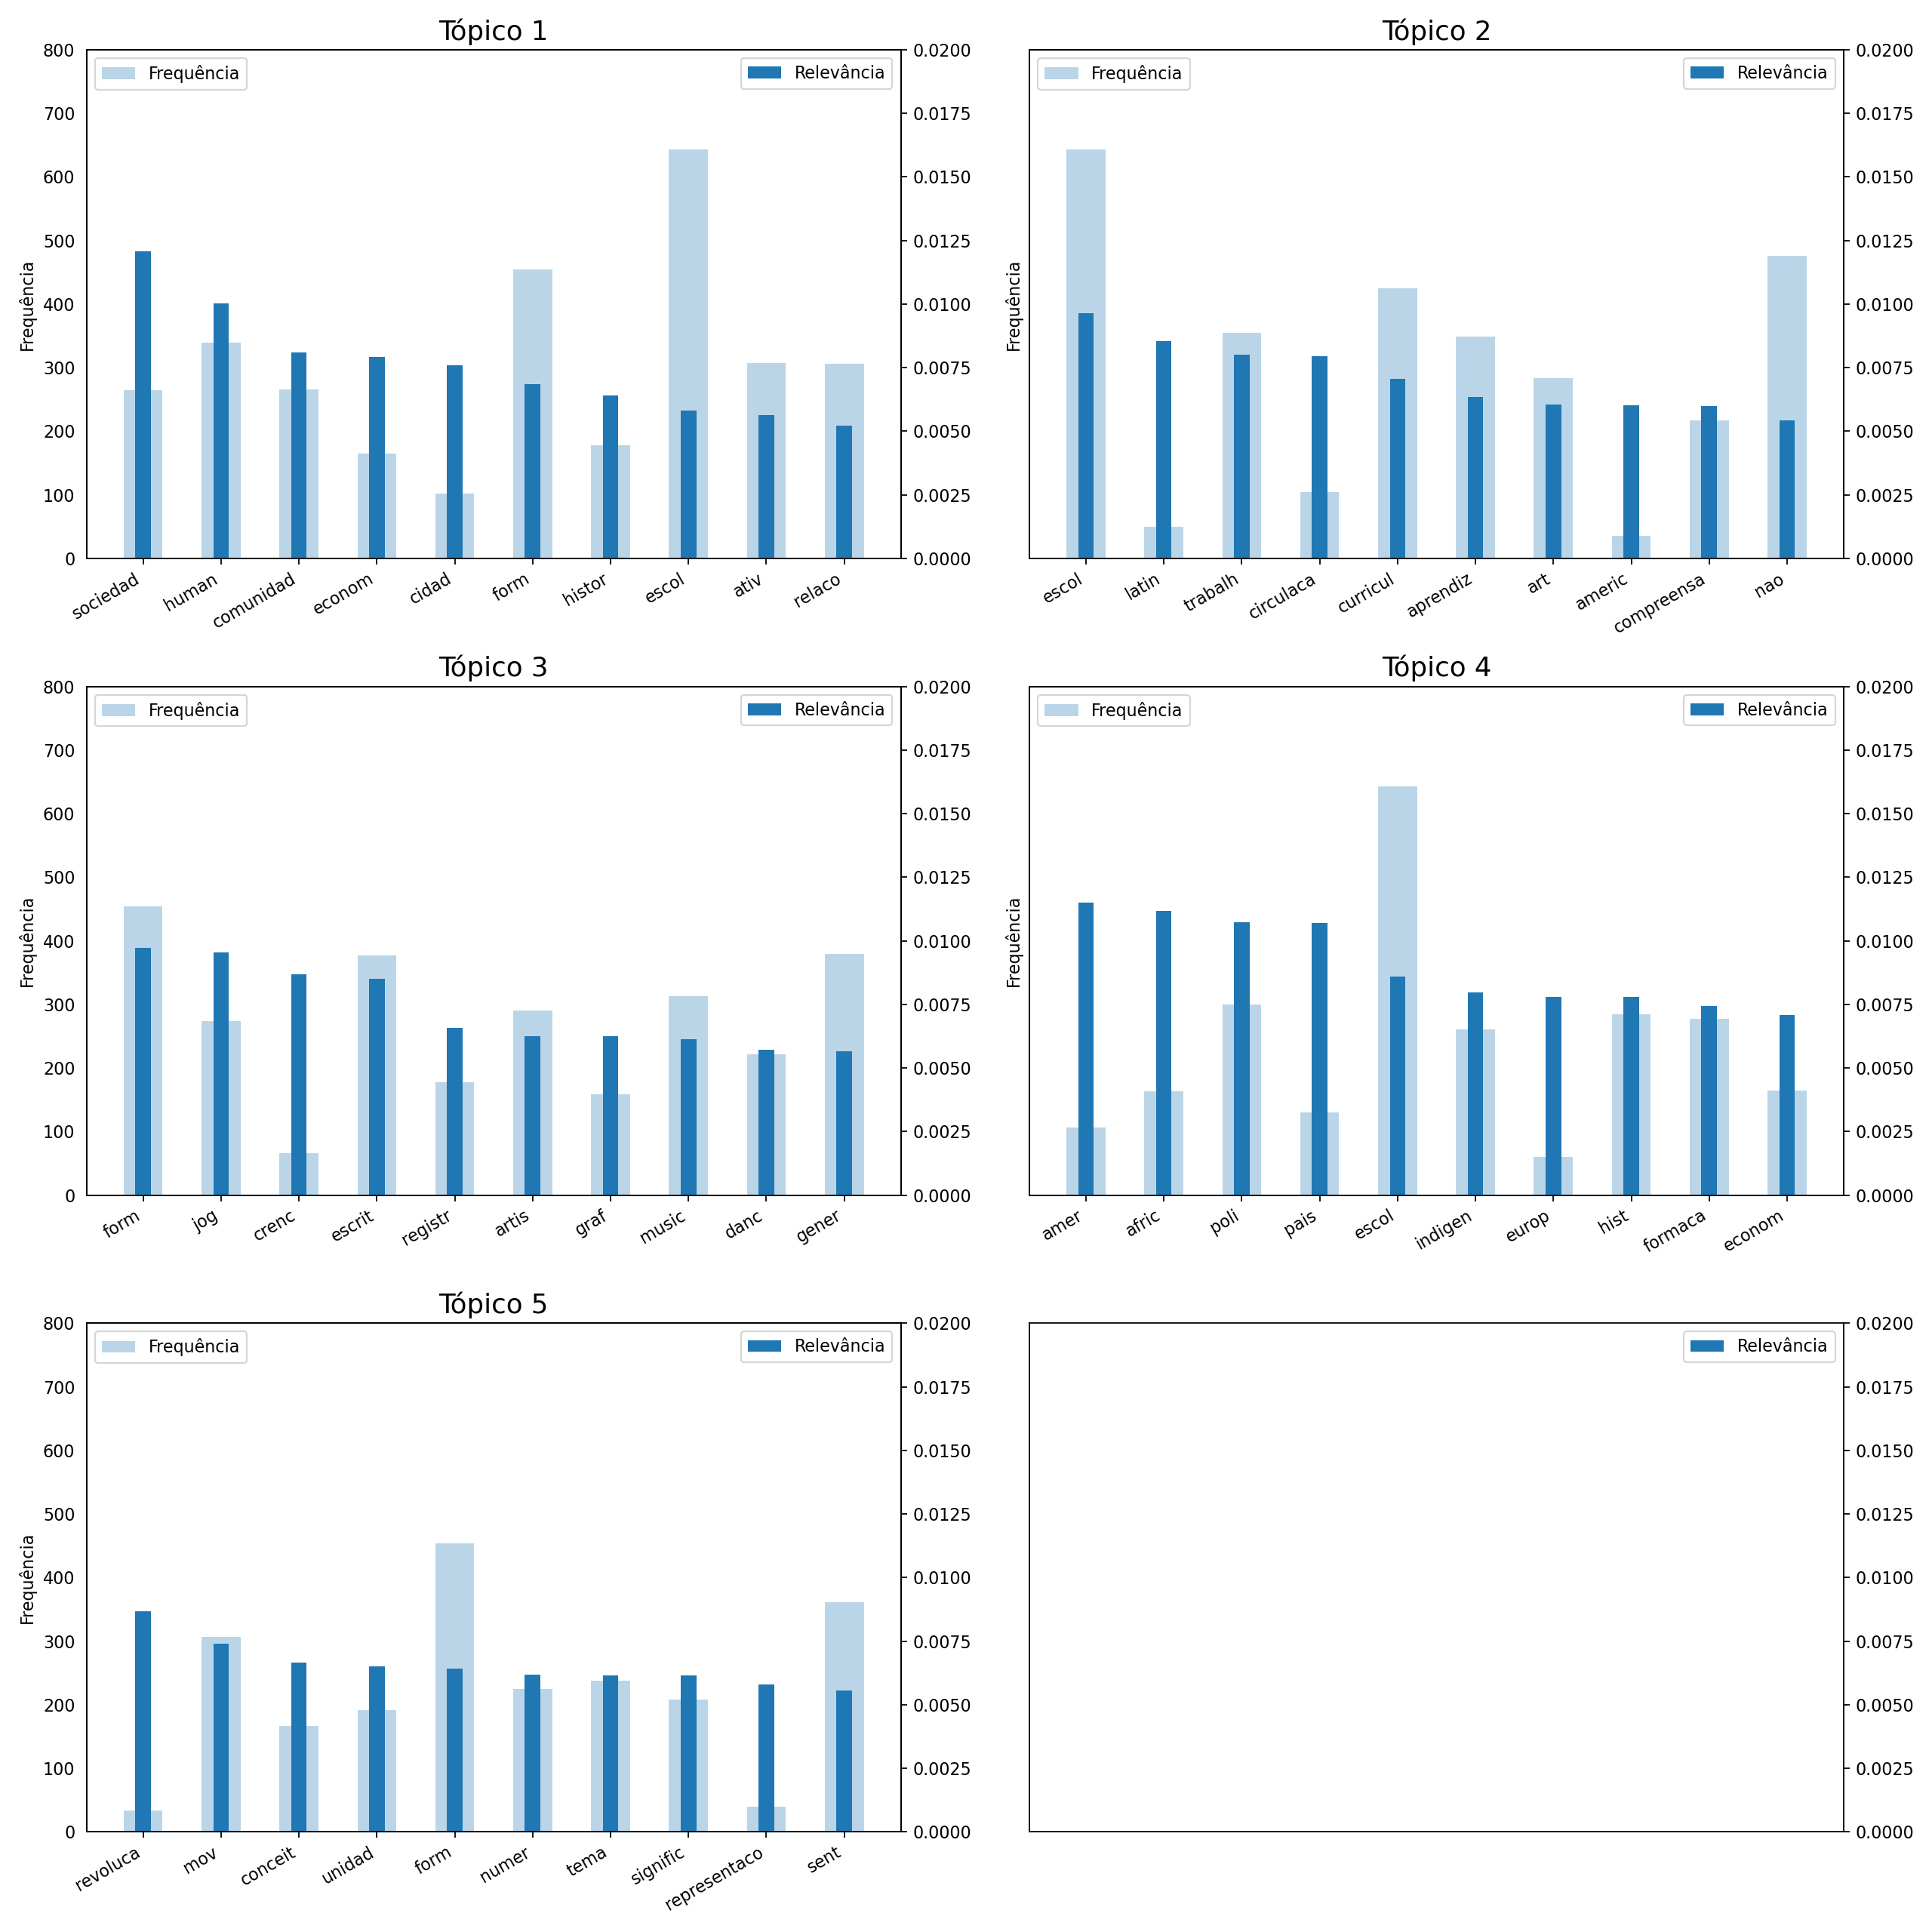 Tópico 1
Frequência
Relevância
800
700
600
500
400
300
200
100
0
Frequência
0.0200
0.0175
0.0150
0.0125
0.0100
0.0075
0.0050
0.0025
0.0000
sociedad
human
comunidad
econom
cidad
form
histor
escol
ativ
relaco
Tópico 2
Frequência
Relevância
Frequência
0.0200
0.0175
0.0150
0.0125
0.0100
0.0075
0.0050
0.0025
0.0000
escol
latin
trabalh
circulaca
curricul
aprendiz
art
americ
compreensa
nao
Tópico 3
Frequência
Relevância
800
700
600
500
400
300
200
100
0
Frequência
0.0200
0.0175
0.0150
0.0125
0.0100
0.0075
0.0050
0.0025
0.0000
form
jog
crenc
escrit
registr
artis
graf
music
danc
gener
Tópico 4
Frequência
Relevância
Frequência
0.0200
0.0175
0.0150
0.0125
0.0100
0.0075
0.0050
0.0025
0.0000
amer
afric
poli
pais
escol
indigen
europ
hist
formaca
econom
Tópico 5
Frequência
Relevância
800
700
600
500
400
300
200
100
0
Frequência
0.0200
0.0175
0.0150
0.0125
0.0100
0.0075
0.0050
0.0025
0.0000
revoluca
mov
conceit
unidad
form
numer
tema
signific
representaco
sent
Relevância
0.0200
0.0175
0.0150
0.0125
0.0100
0.0075
0.0050
0.0025
0.0000